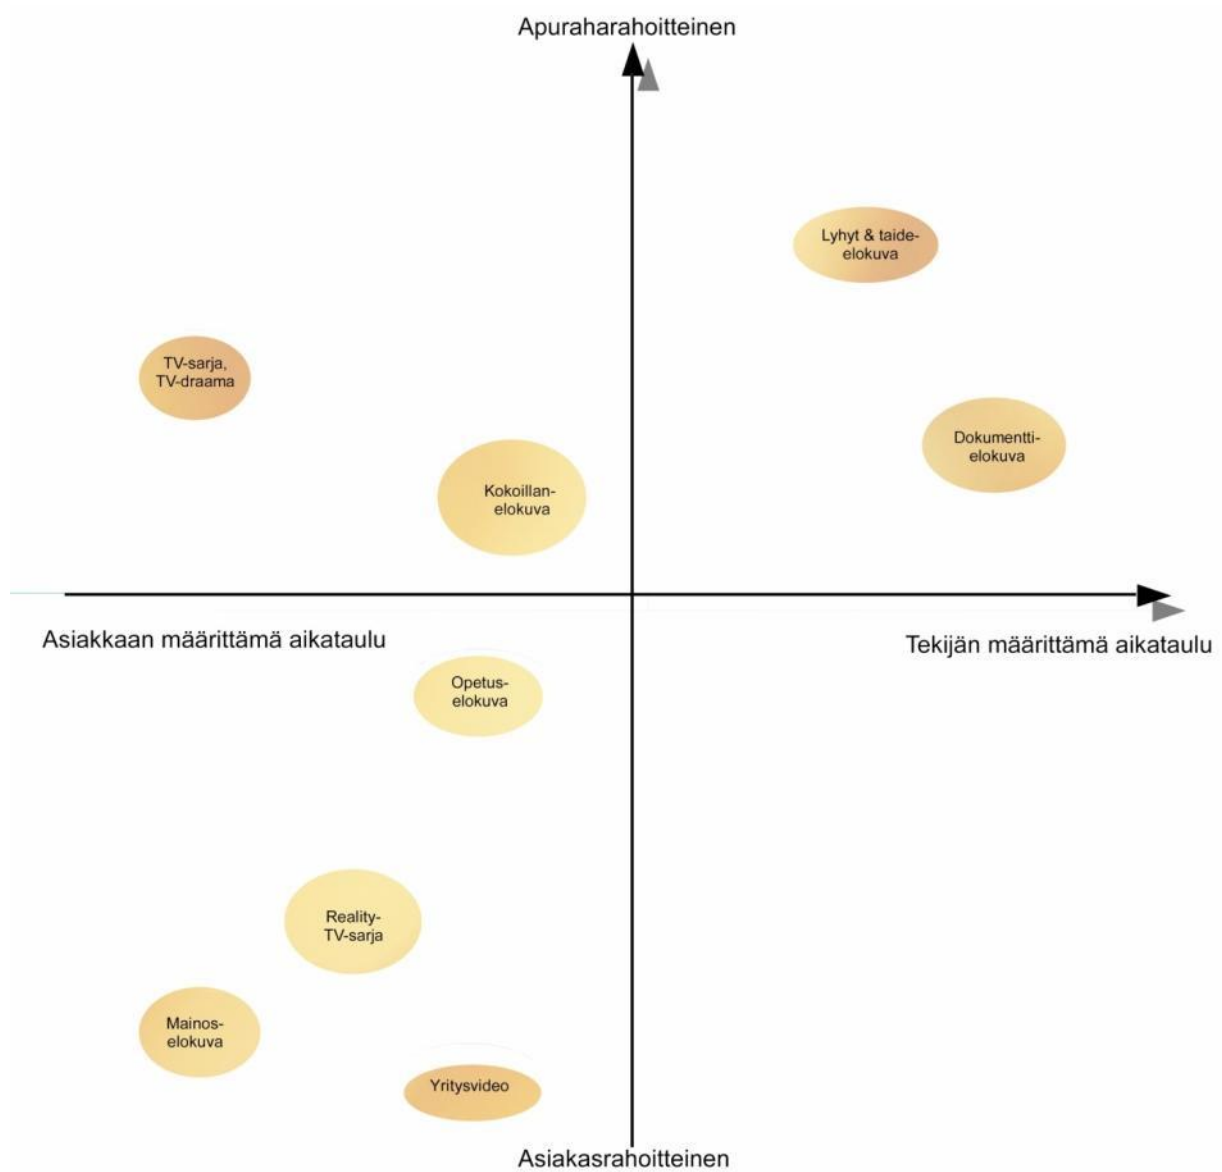 Apuraharahoitteinen
Lyhyt & taide-
elokuva
TV-sarja,
TV-draama
Dokumentti-
elokuva
Kokoillan-
elokuva
Asiakkaan määrittämä aikataulu
Tekijän määrittämä aikataulu
Opetus-
elokuva
Reality-
TV-sarja
Mainos-
elokuva
Yritysvideo
Asiakasrahoitteinen